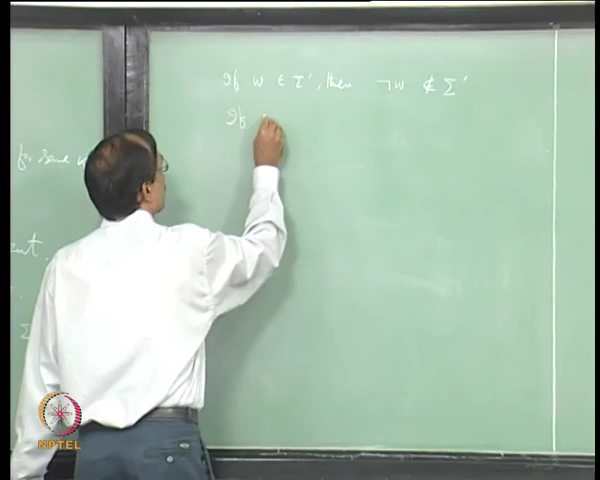 for some
ent.
Σ
If w ∈ Σ', then ¬w ∉ Σ'
If
NPTEL